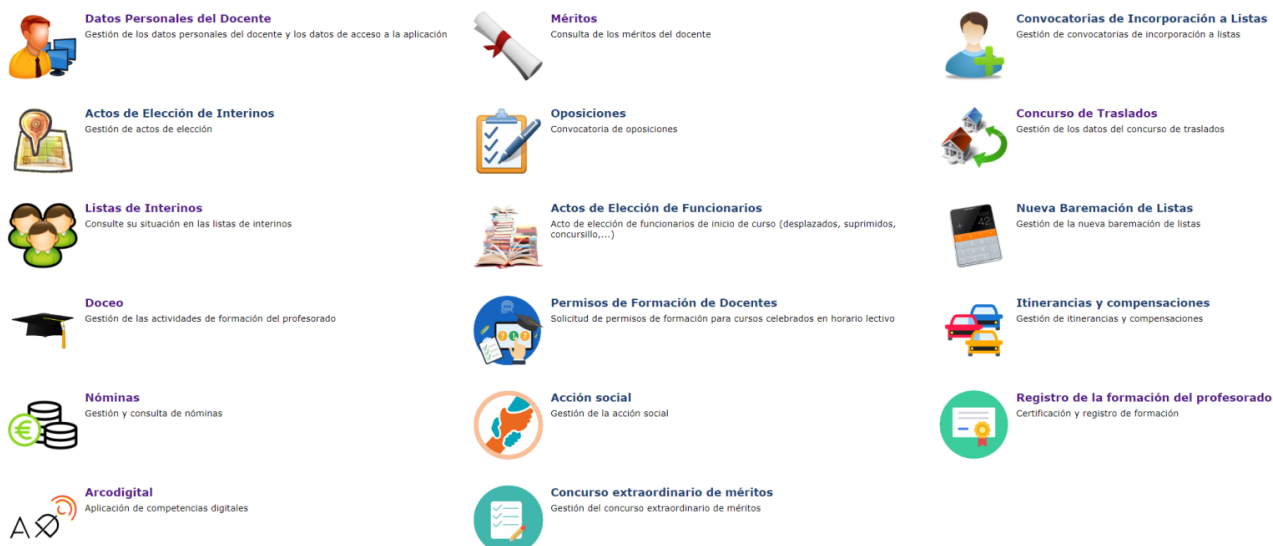 Datos Personales del Docente
Gestión de los datos personales del docente y los datos de acceso a la aplicación
Méritos
Consulta de los méritos del docente
Convocatorias de Incorporación a Listas
Gestión de convocatorias de incorporación a listas
Actos de Elección de Interinos
Gestión de actos de elección
Oposiciones
Convocatoria de oposiciones
Concurso de Traslados
Gestión de los datos del concurso de traslados
Listas de Interinos
Consulte su situación en las listas de interinos
Actos de Elección de Funcionarios
Acto de elección de funcionarios de inicio de curso (desplazados, suprimidos,
concursillo,...)
42
Nueva Baremación de Listas
Gestión de la nueva baremación de listas
Doceo
Gestión de las actividades de formación del profesorado
Permisos de Formación de Docentes
Solicitud de permisos de formación para cursos celebrados en horario lectivo
Itinerancias y compensaciones
Gestión de itinerancias y compensaciones
€
Nóminas
Gestión y consulta de nóminas
Acción social
Gestión de la acción social
Registro de la formación del profesorado
Certificación y registro de formación
Arcodigital
Aplicación de competencias digitales
Concurso extraordinario de méritos
Gestión del concurso extraordinario de méritos